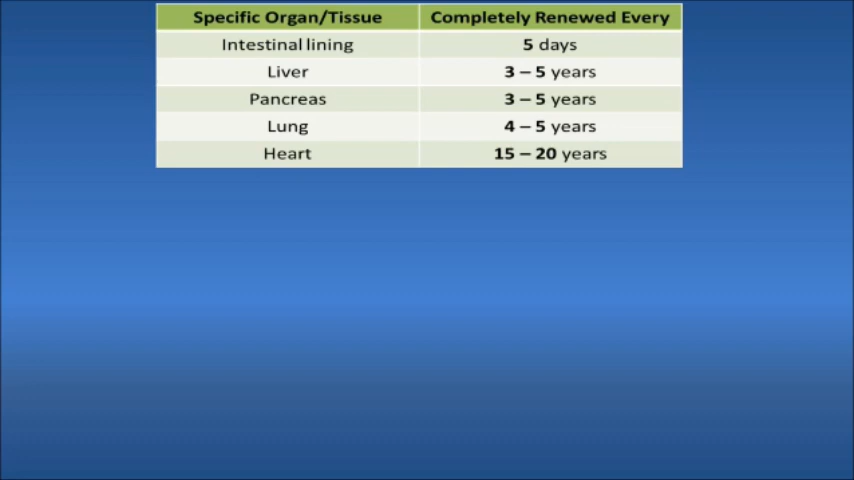 Specific Organ/Tissue Completely Renewed Every
Intestinal lining 5 days
Liver 3 – 5 years
Pancreas 3 – 5 years
Lung 4 – 5 years
Heart 15 – 20 years